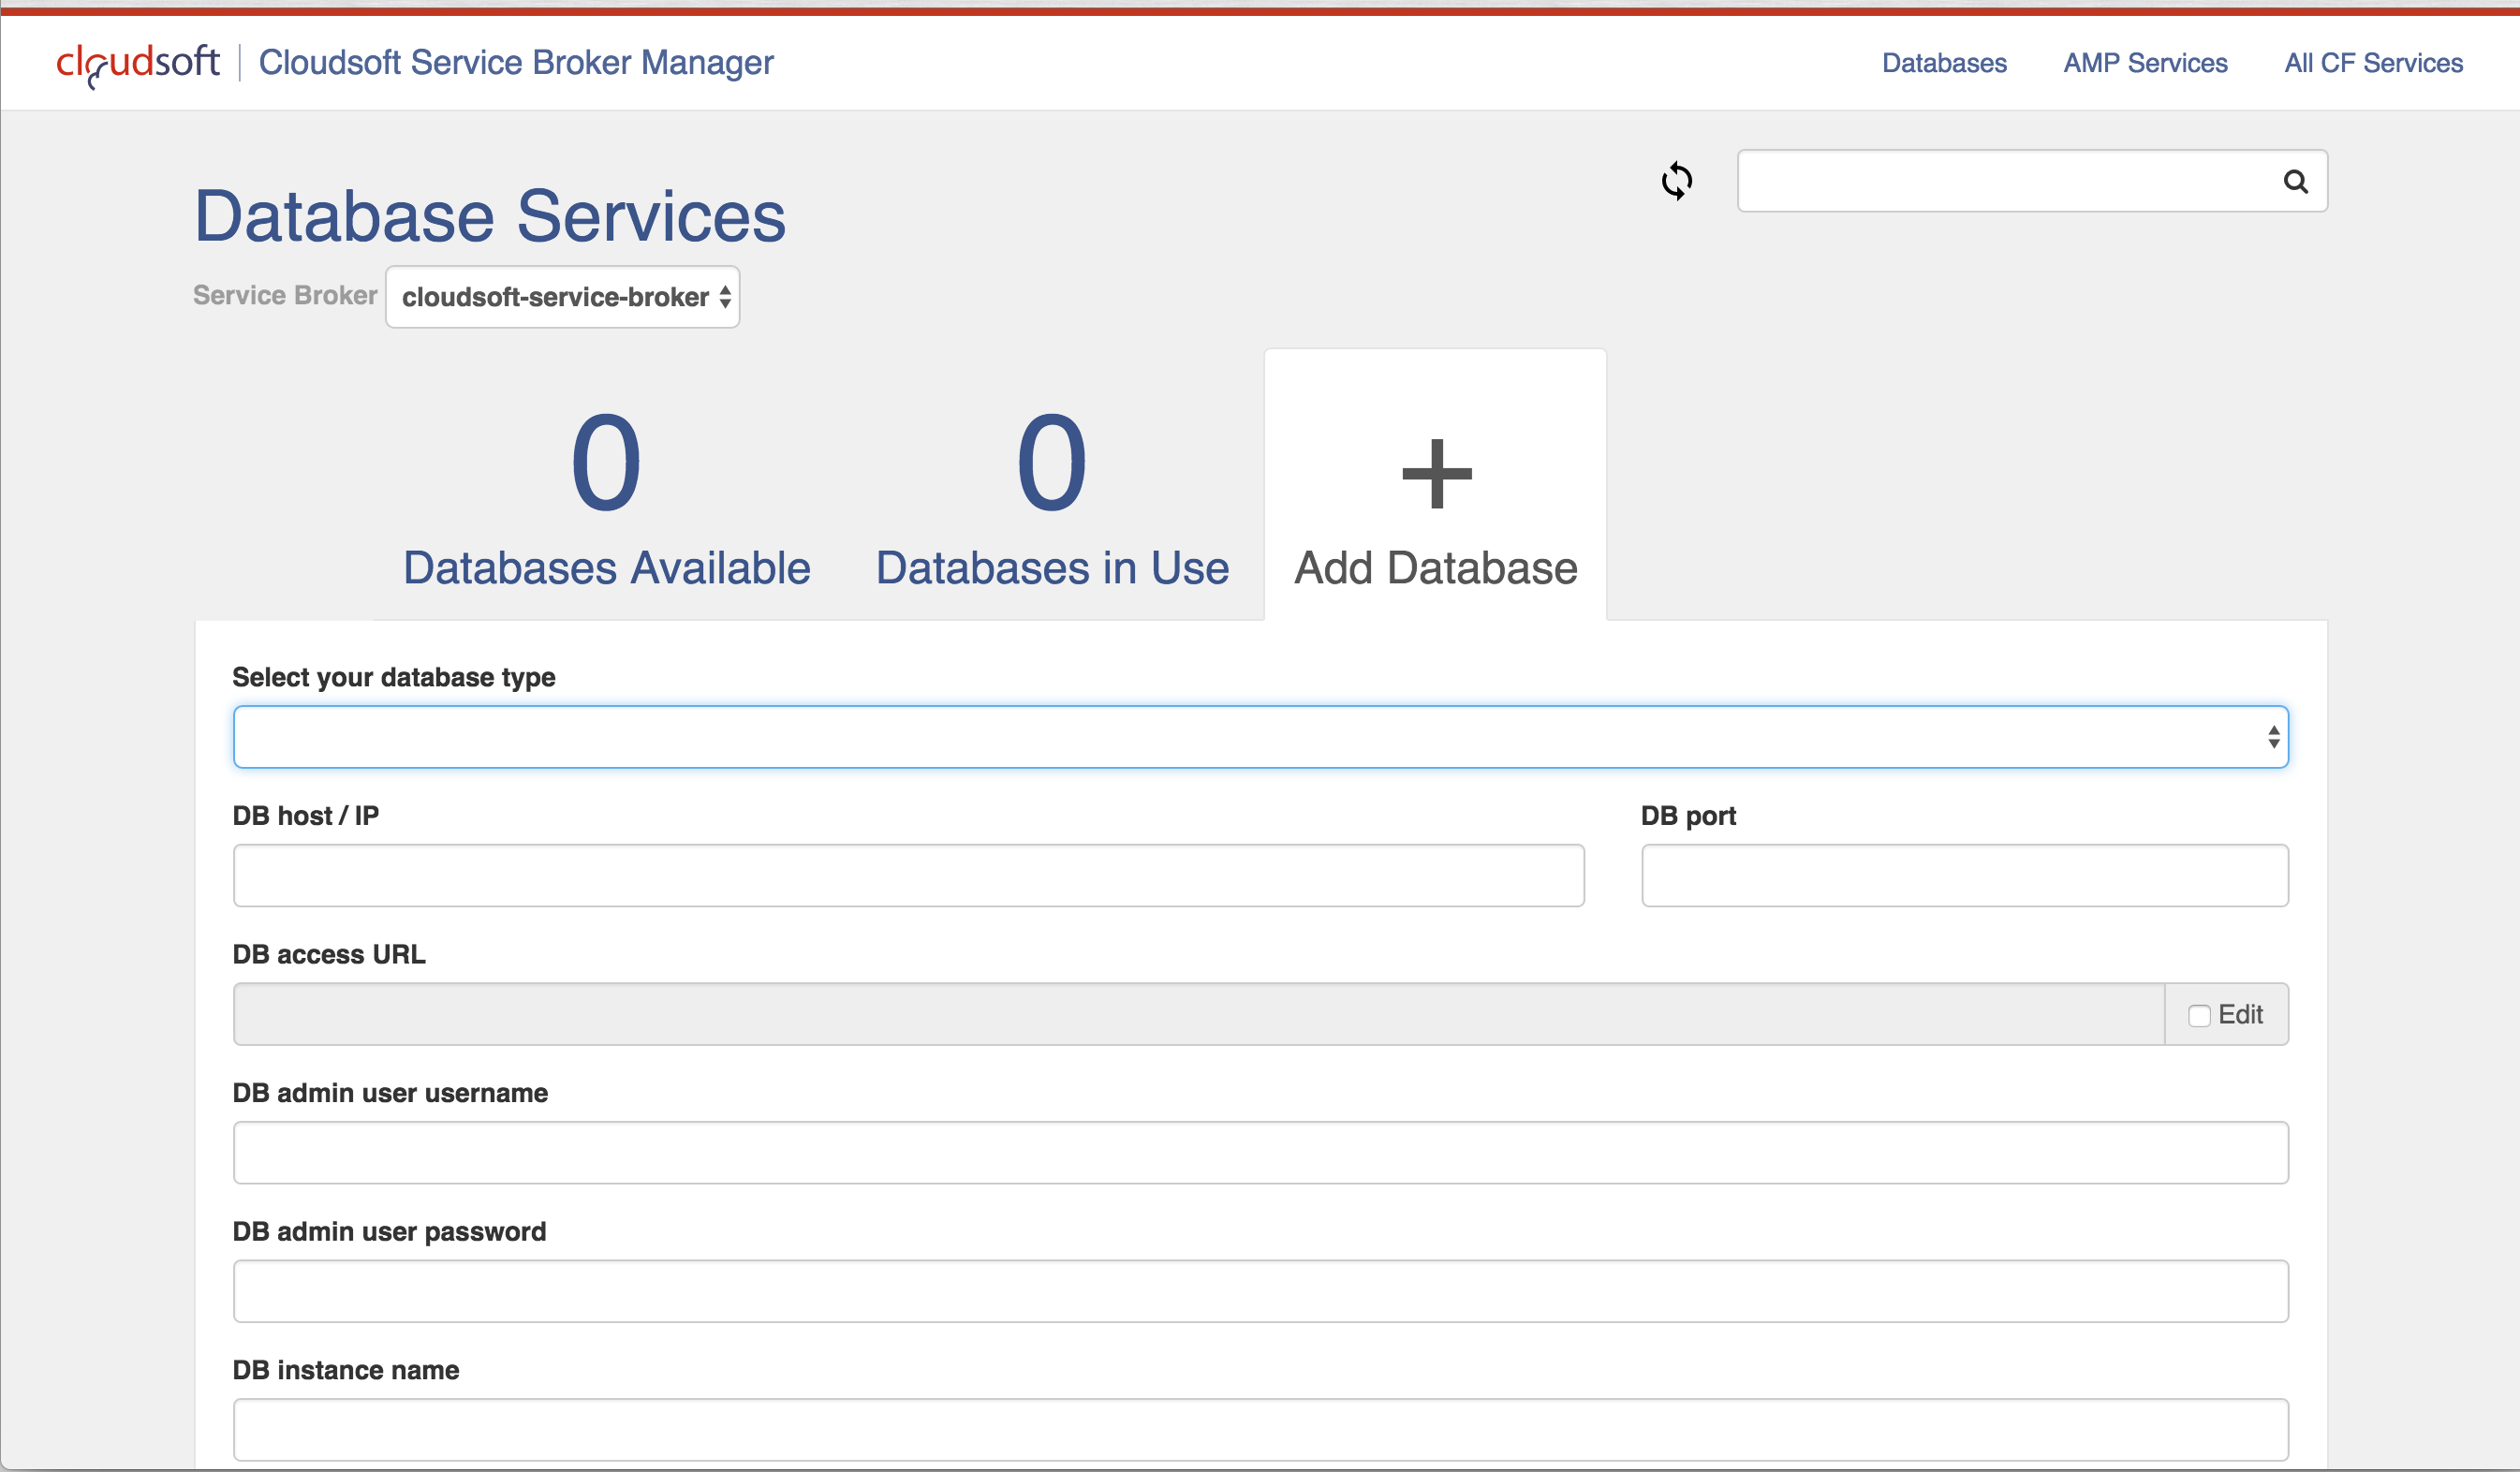 cloudsoft Cloudsoft Service Broker Manager Databases AMP Services All CF Services
Database Services
Service Broker cloudsoft-service-broker
0 0 +
Databases Available Databases in Use Add Database
Select your database type
DB host / IP DB port
DB access URL
Edit
DB admin user username
DB admin user password
DB instance name